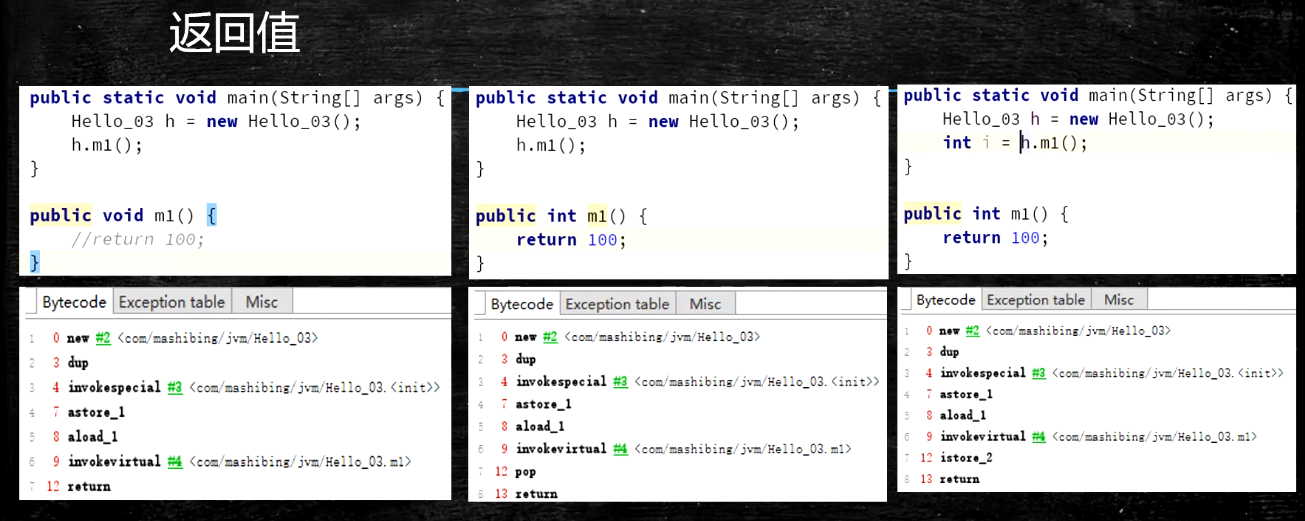 返回值
public static void main(String[] args) {
Hello_03 h = new Hello_03();
h.m1();
}
public void m1() {
//return 100;
}
Bytecode Exception table Misc
1 0 new #2 <com/mashibing/jvm/Hello_03>
2 3 dup
3 4 invokespecial #3 <com/mashibing/jvm/Hello_03.<init>>
4 7 astore_1
5 8 aload_1
6 9 invokevirtual #4 <com/mashibing/jvm/Hello_03.m1>
7 12 return
public static void main(String[] args) {
Hello_03 h = new Hello_03();
h.m1();
}
public int m1() {
return 100;
}
Bytecode Exception table Misc
1 0 new #2 <com/mashibing/jvm/Hello_03>
2 3 dup
3 4 invokespecial #3 <com/mashibing/jvm/Hello_03.<init>>
4 7 astore_1
5 8 aload_1
6 9 invokevirtual #4 <com/mashibing/jvm/Hello_03.m1>
7 12 pop
8 13 return
public static void main(String[] args) {
Hello_03 h = new Hello_03();
int i = h.m1();
}
public int m1() {
return 100;
}
Bytecode Exception table Misc
1 0 new #2 <com/mashibing/jvm/Hello_03>
2 3 dup
3 4 invokespecial #3 <com/mashibing/jvm/Hello_03.<init>>
4 7 astore_1
5 8 aload_1
6 9 invokevirtual #4 <com/mashibing/jvm/Hello_03.m1>
7 12 istore_2
8 13 return